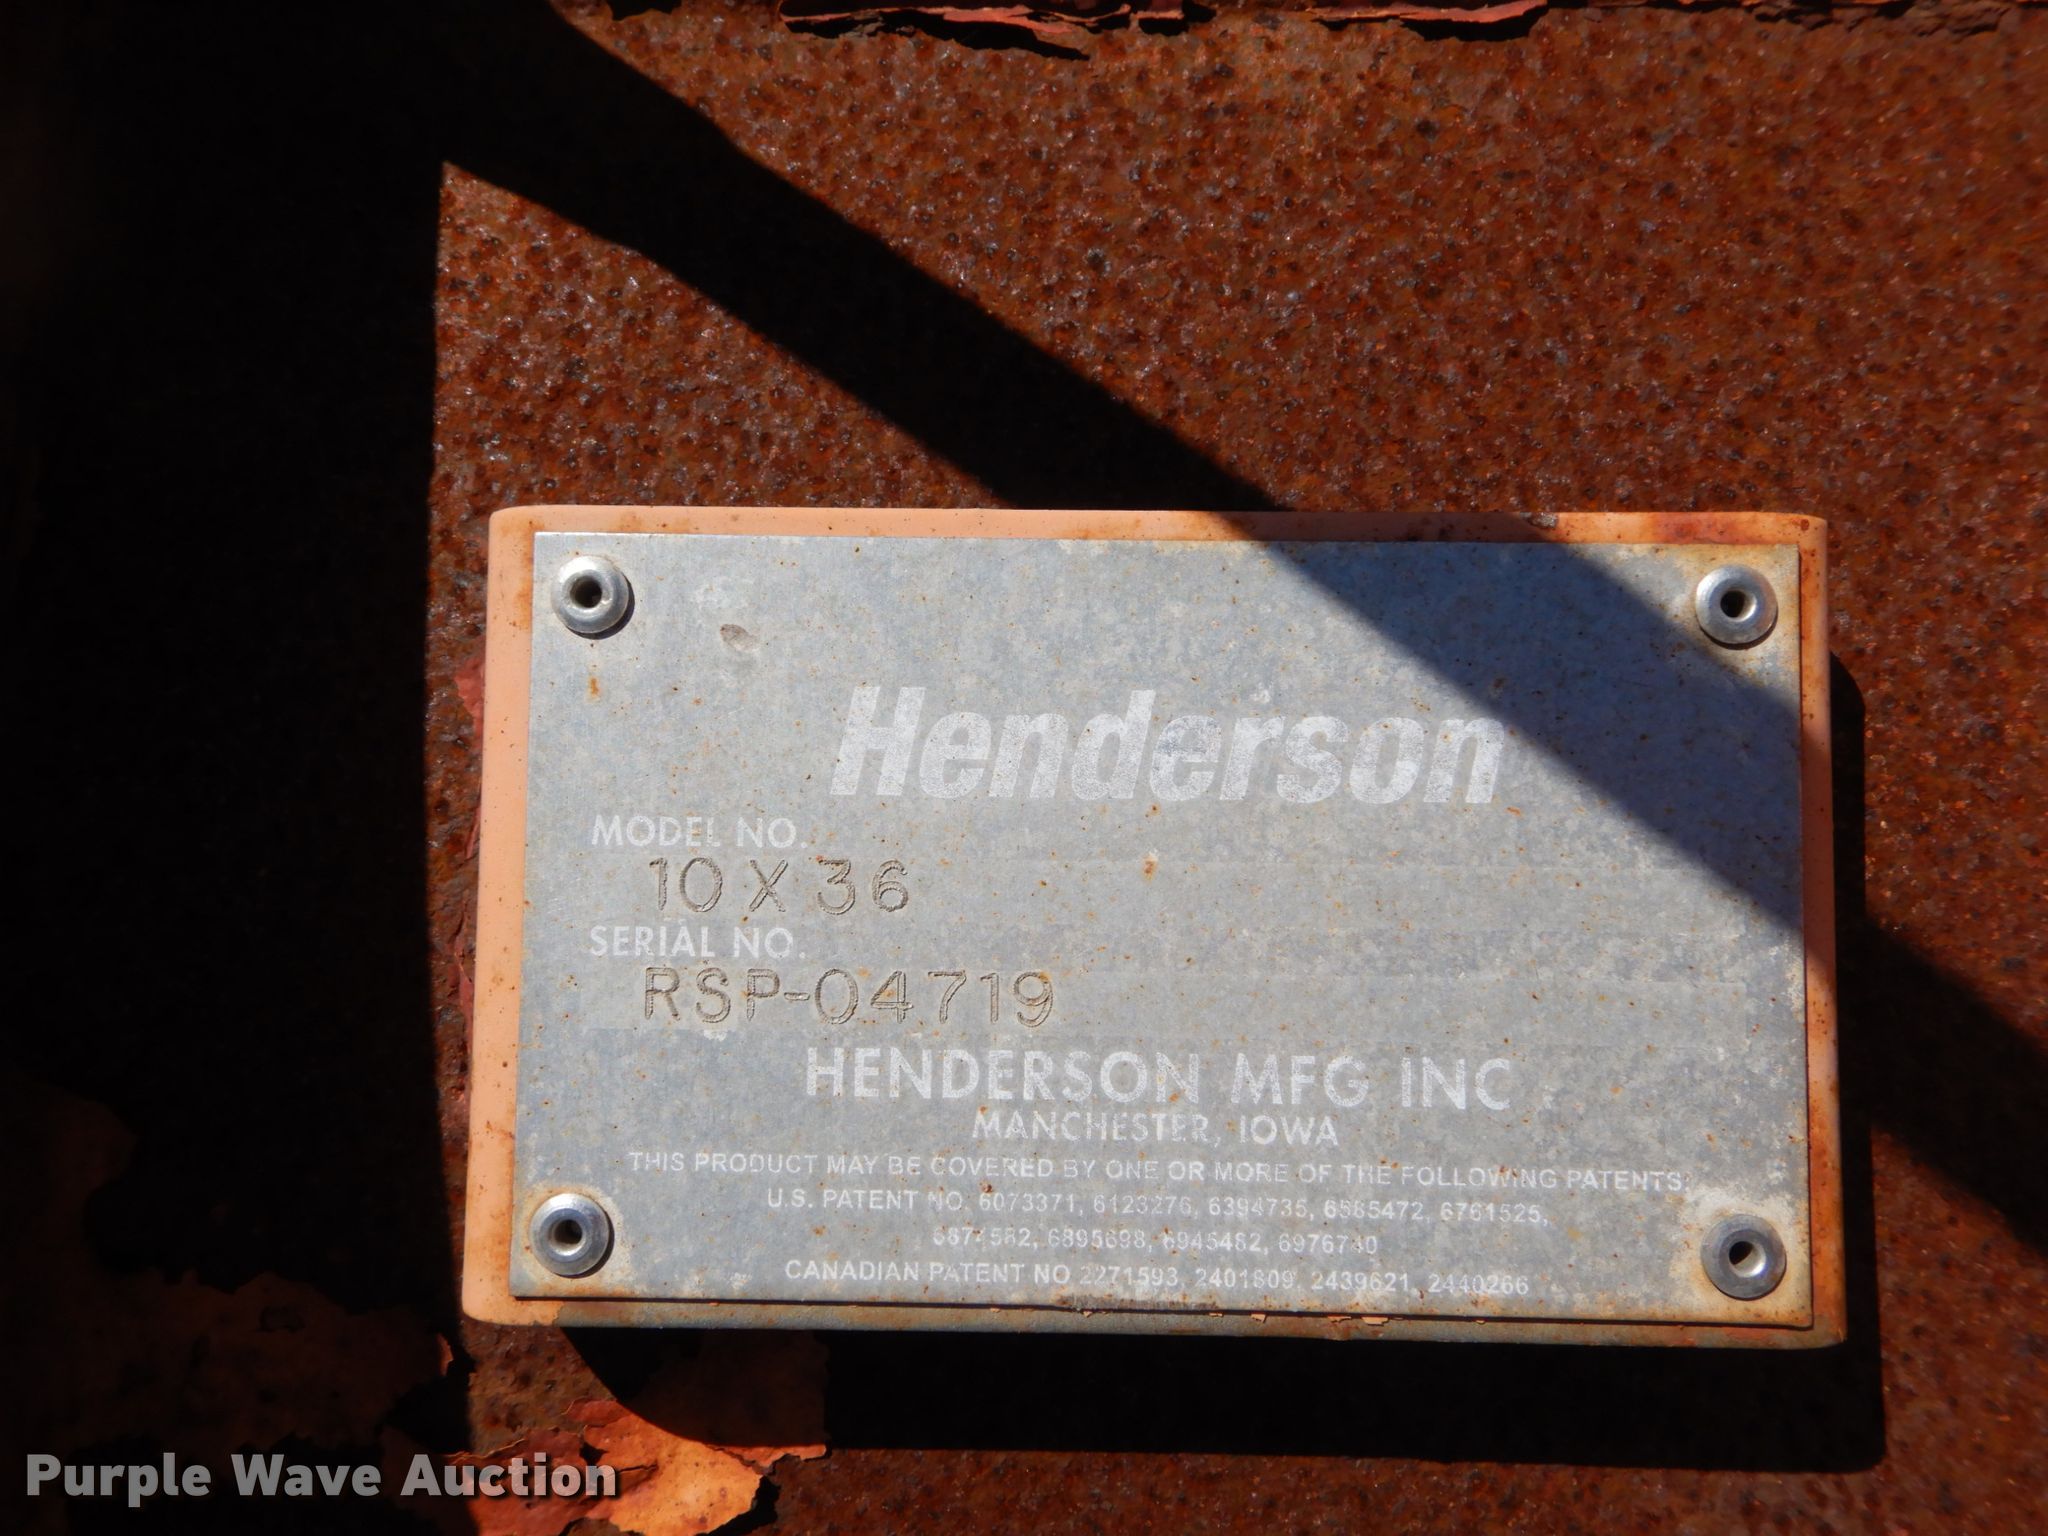 Henderson
MODEL NO.
10 X 36
SERIAL NO.
RSP-04719
HENDERSON MFG INC
MANCHESTER, IOWA
THIS PRODUCT MAY BE COVERED BY ONE OR MORE OF THE FOLLOWING PATENTS:
U.S. PATENT NO. 6073371, 6123276, 6394735, 6585472, 6761525,
6874582, 6895698, 6945482, 6976740
CANADIAN PATENT NO 2271593, 2401809, 2439621, 2440266
Purple Wave Auction